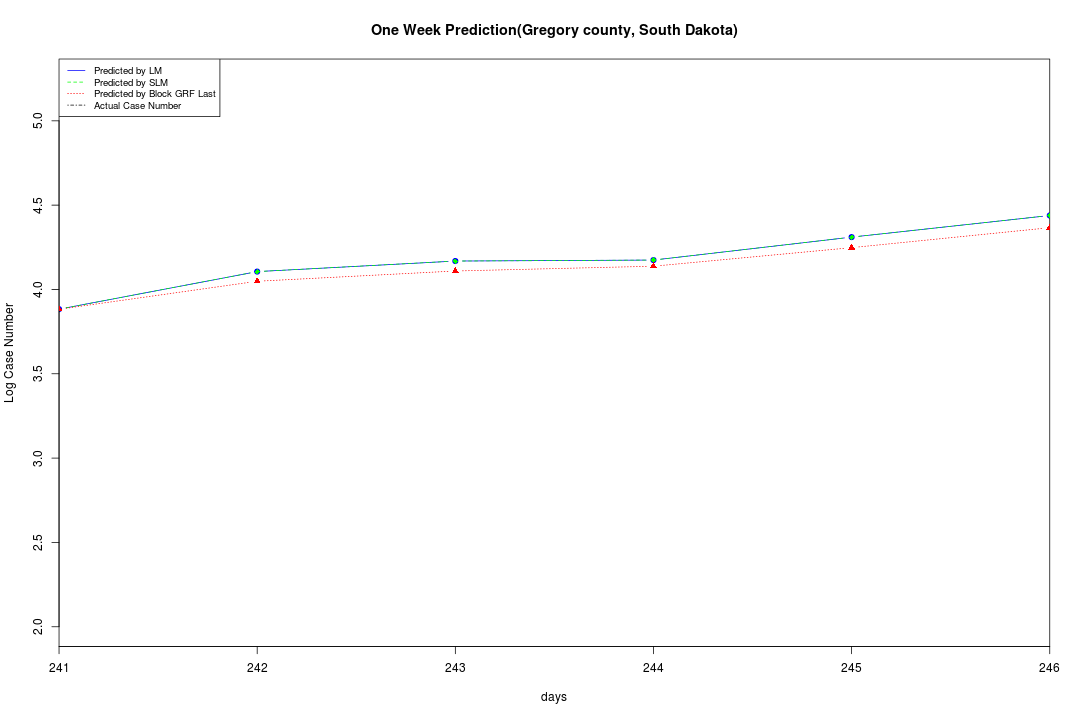 One Week Prediction(Gregory county, South Dakota)
Predicted by LM
Predicted by SLM
Predicted by Block GRF Last
Actual Case Number
5.0
4.5
4.0
3.5
3.0
2.5
2.0
Log Case Number
241 242 243 244 245 246
days